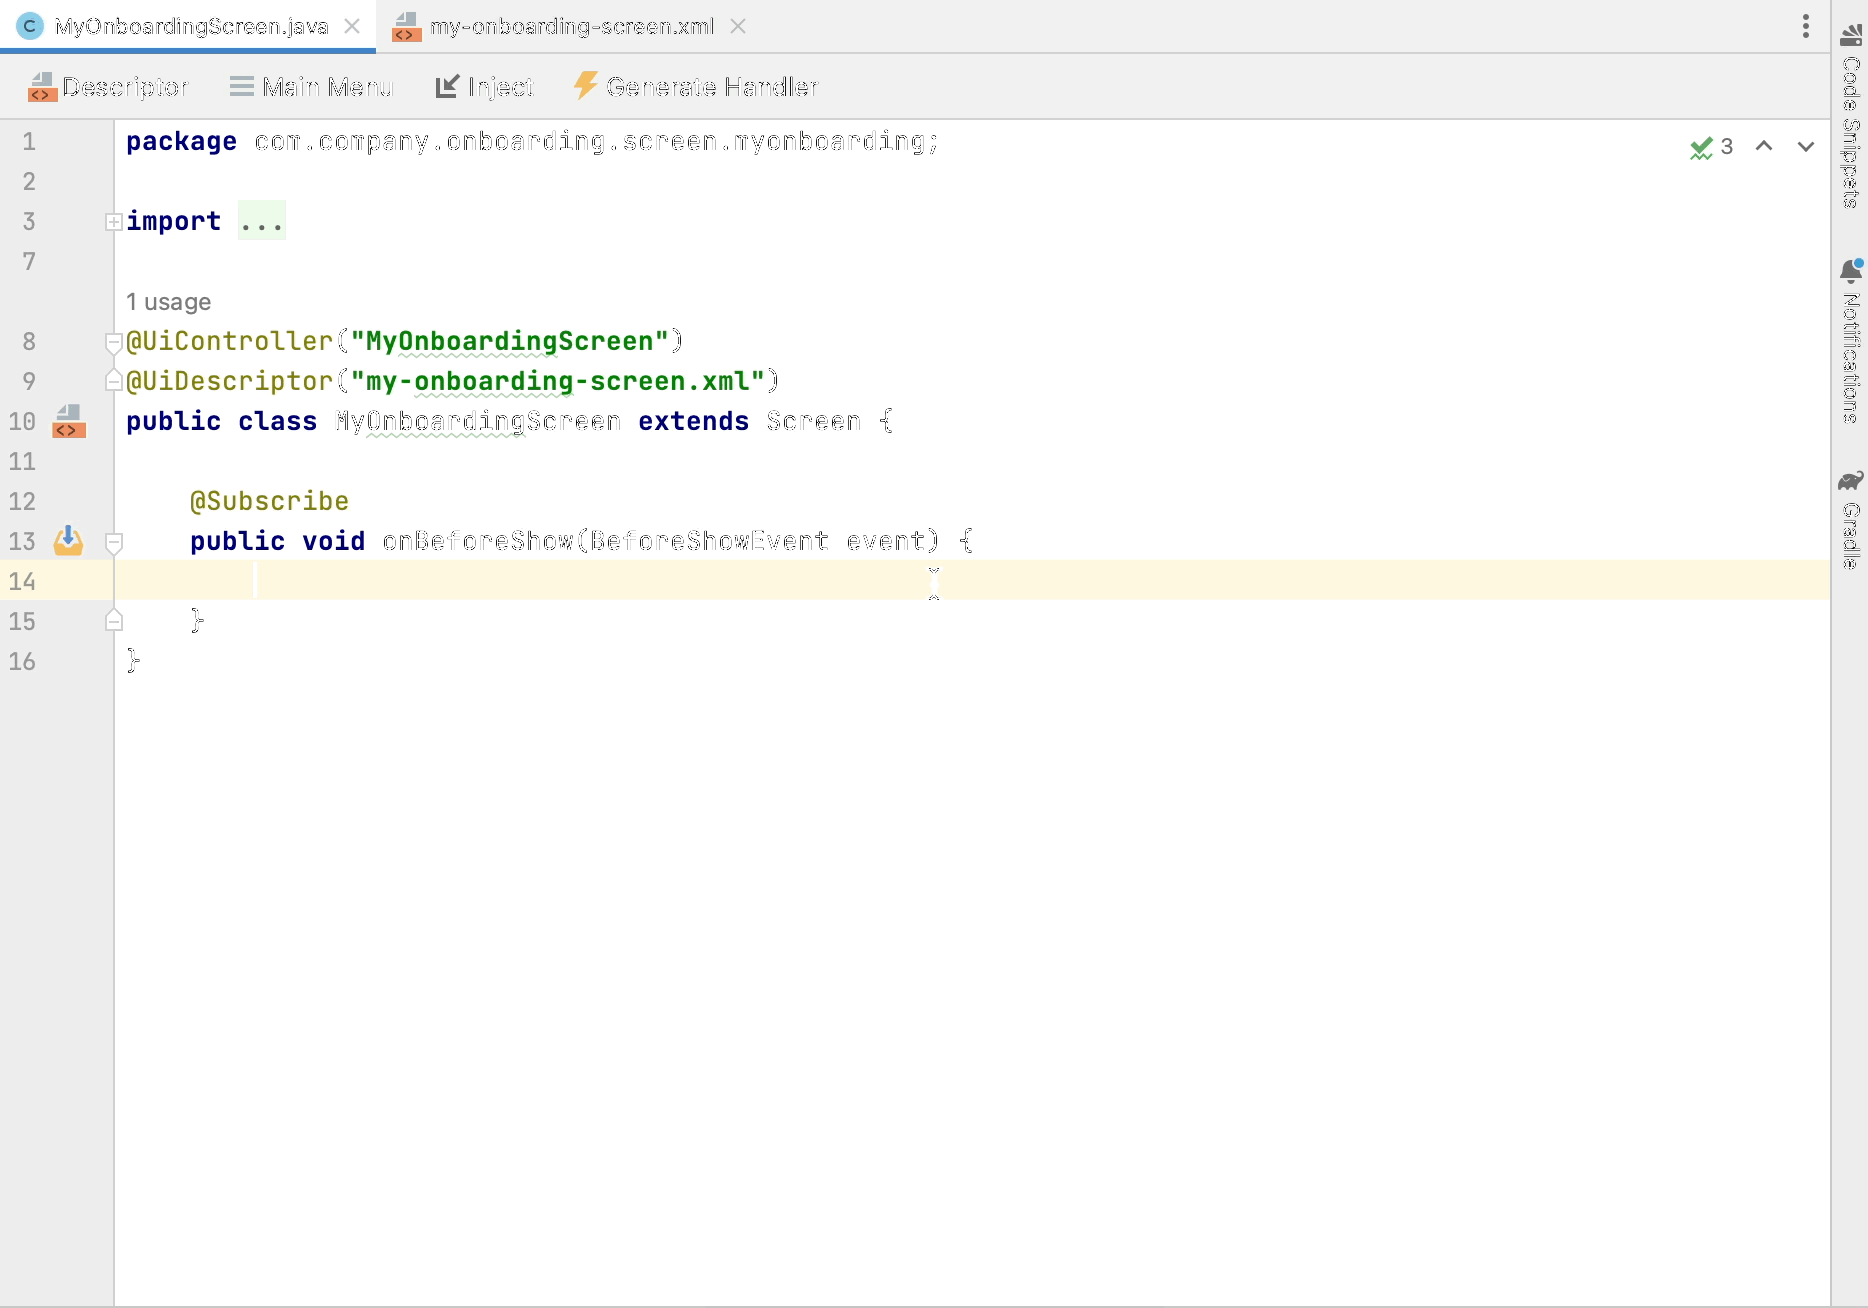 MyOnboardingScreen.java my-onboarding-screen.xml
Descriptor Main Menu Inject Generate Handler
1 package com.company.onboarding.screen.myonboarding;
3
2
3 import ...
7
1 usage
8 @UiController("MyOnboardingScreen")
9 @UiDescriptor("my-onboarding-screen.xml")
10 public class MyOnboardingScreen extends Screen {
11
12 @Subscribe
13 public void onBeforeShow(BeforeShowEvent event) {
14
15 }
16 }
Code Snippets
Notifications
Gradle